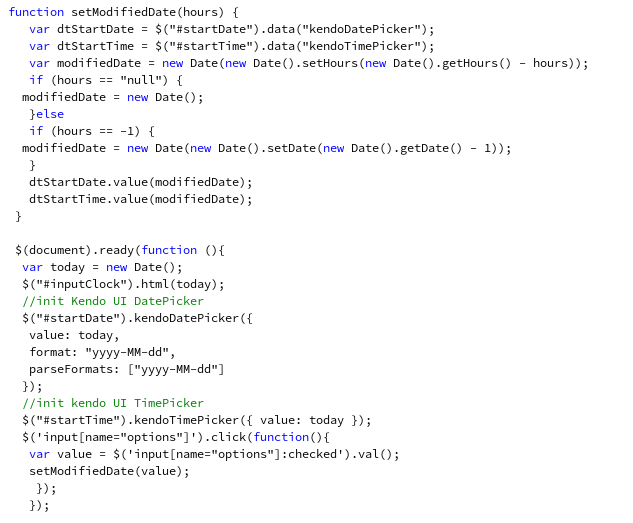 function setModifiedDate(hours) {
   var dtStartDate = $("#startDate").data("kendoDatePicker");
   var dtStartTime = $("#startTime").data("kendoTimePicker");
   var modifiedDate = new Date(new Date().setHours(new Date().getHours() - hours));
   if (hours == "null") {
  modifiedDate = new Date();
   }else
   if (hours == -1) {
  modifiedDate = new Date(new Date().setDate(new Date().getDate() - 1));
   }
   dtStartDate.value(modifiedDate);
   dtStartTime.value(modifiedDate);
 }

 $(document).ready(function (){
  var today = new Date();
  $("#inputClock").html(today);
  //init Kendo UI DatePicker
  $("#startDate").kendoDatePicker({
   value: today,
   format: "yyyy-MM-dd",
   parseFormats: ["yyyy-MM-dd"]
  });
  //init kendo UI TimePicker
  $("#startTime").kendoTimePicker({ value: today });
  $('input[name="options"]').click(function(){
   var value = $('input[name="options"]:checked').val();
   setModifiedDate(value);
    });
   });